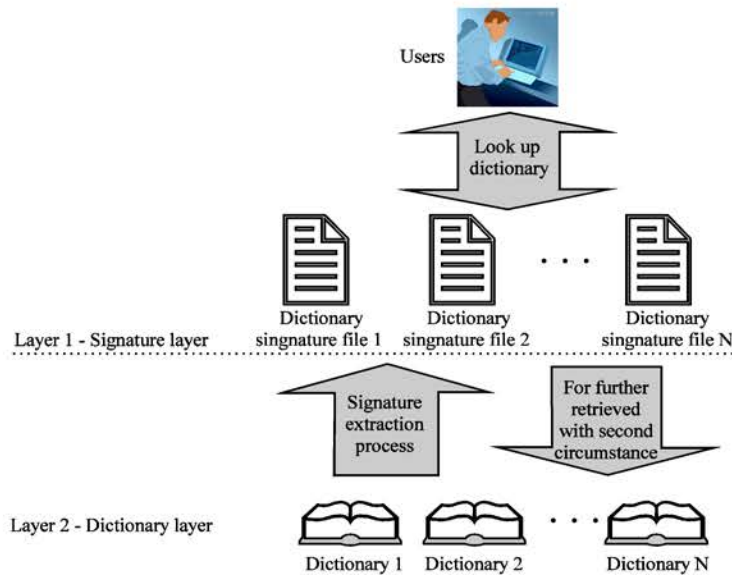 Users
Look up
dictionary
Dictionary
singnature file 1
Dictionary
singnature file 2
Dictionary
singnature file N
Layer 1 - Signature layer
Signature
extraction
process
For further
retrieved
with second
circumstance
Layer 2 - Dictionary layer
Dictionary 1
Dictionary 2
Dictionary N